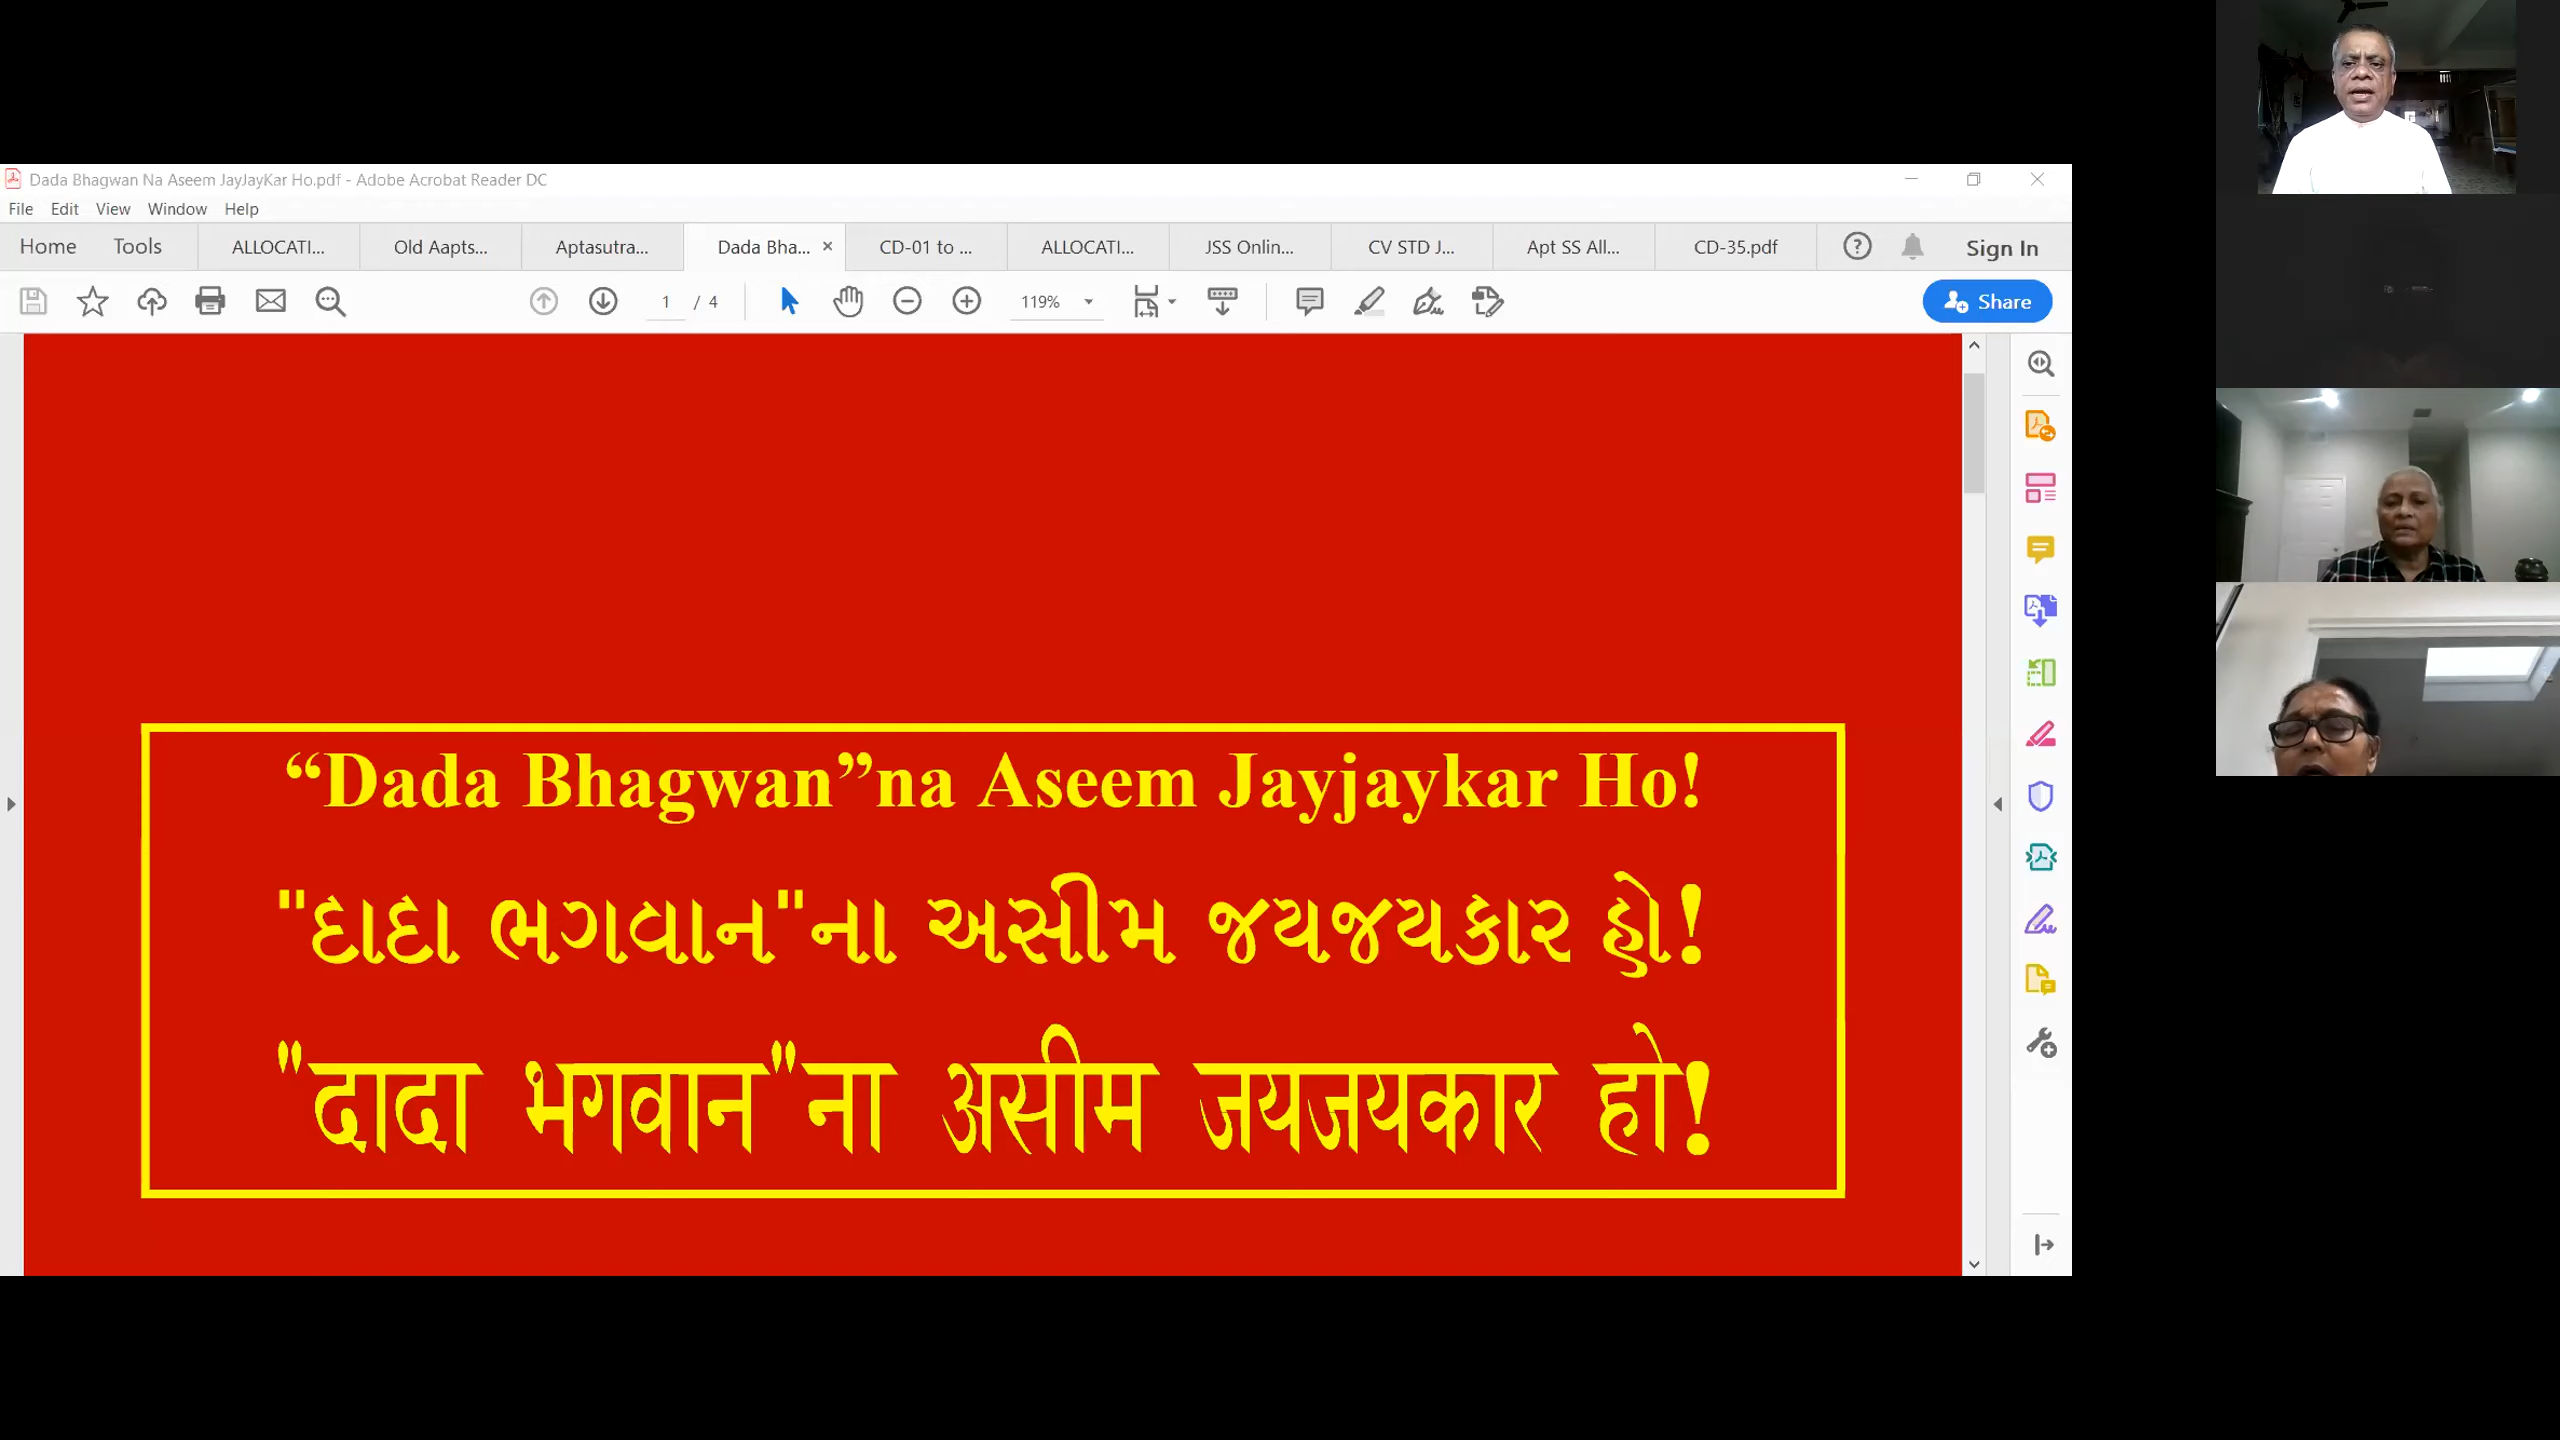 Dada Bhagwan Na Aseem JayJayKar Ho.pdf - Adobe Acrobat Reader DC
File Edit View Window Help
Home Tools ALLOCATI... Old Aapts... Aptasutra... Dada Bha... × CD-01 to ... ALLOCATI... JSS Onlin... CV STD J... Apt SS All... CD-35.pdf Sign In
1 / 4 119% Share
“Dada Bhagwan”na Aseem Jayjaykar Ho!
"દાદા ભગવાન"ના અસીમ જયજયકાર હો!
"दादा भगवान"ना असीम जयजयकार हो!